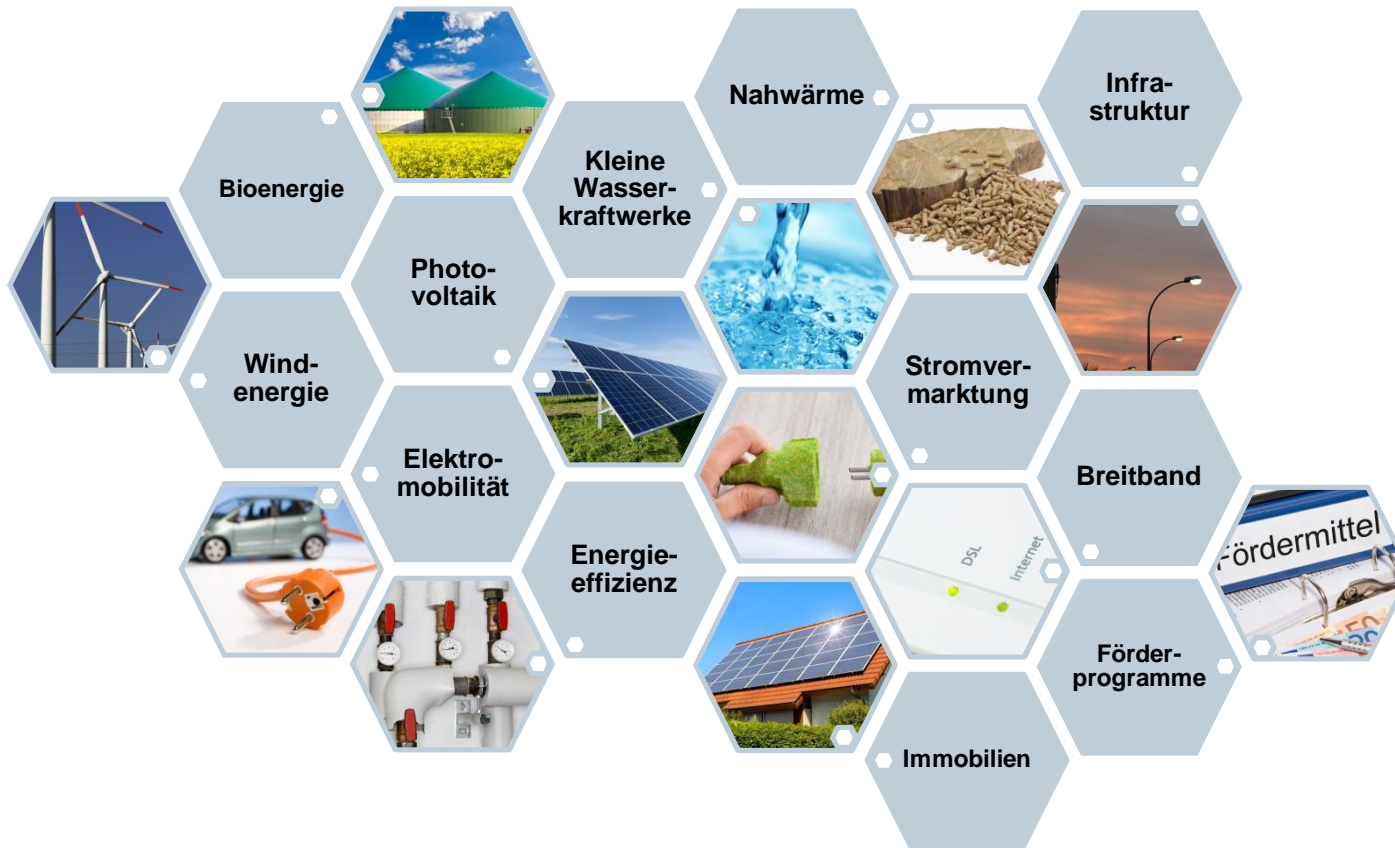 Nahwärme
Infra-
struktur
Bioenergie
Kleine
Wasser-
kraftwerke
Photo-
voltaik
Wind-
energie
Stromver-
marktung
Elektro-
mobilität
Breitband
Energie-
effizienz
DSL
Internet
Fördermittel
Förder-
programme
Immobilien